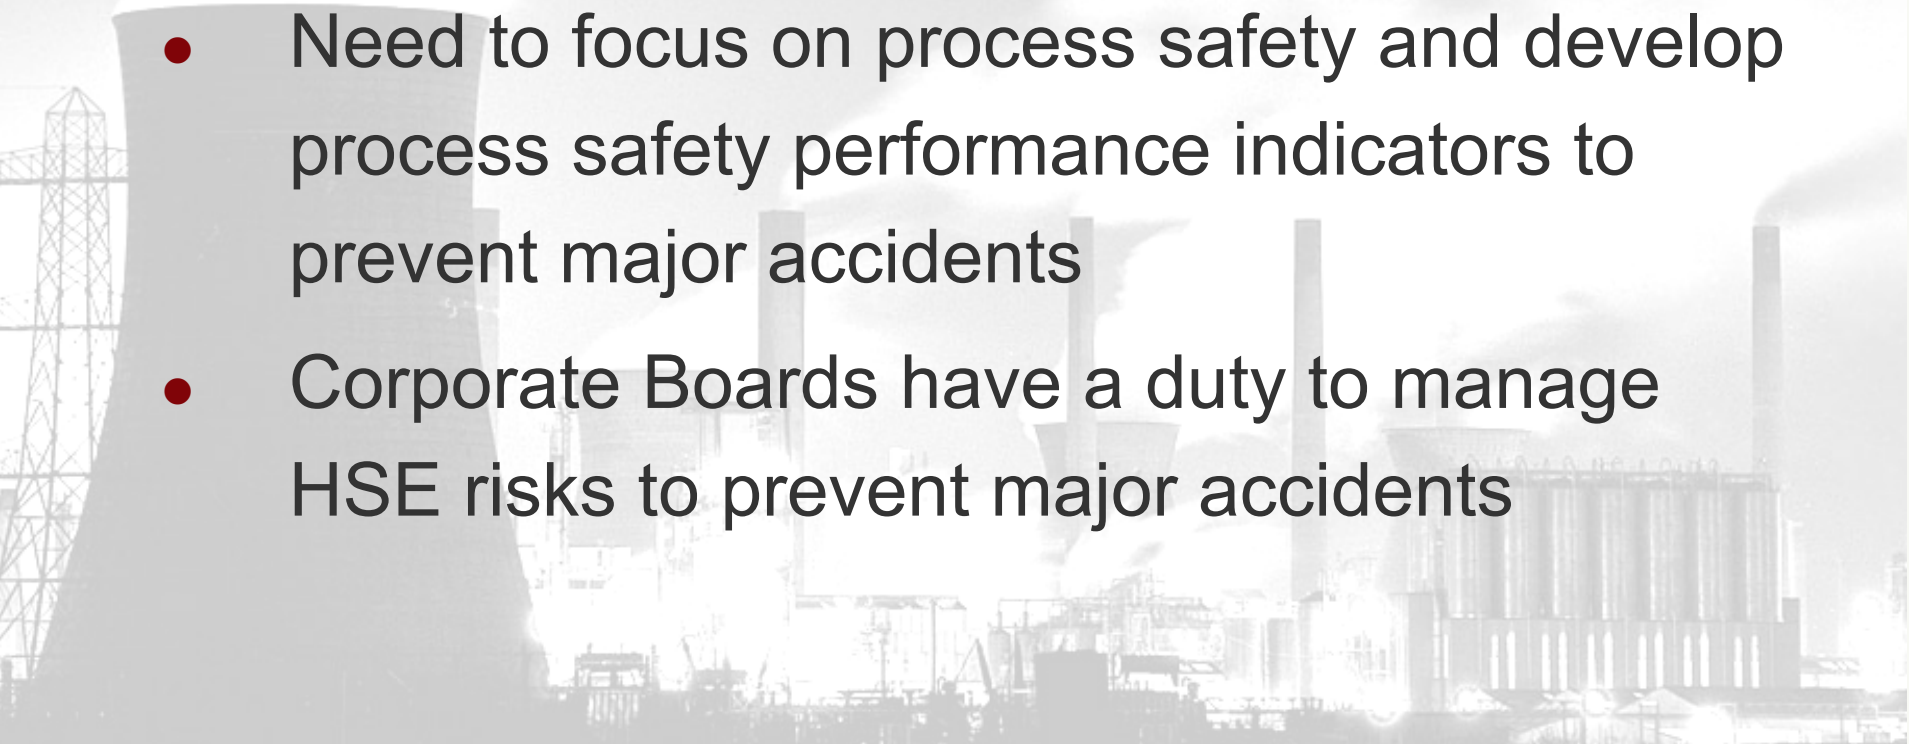 ● Need to focus on process safety and develop
process safety performance indicators to
prevent major accidents
● Corporate Boards have a duty to manage
HSE risks to prevent major accidents